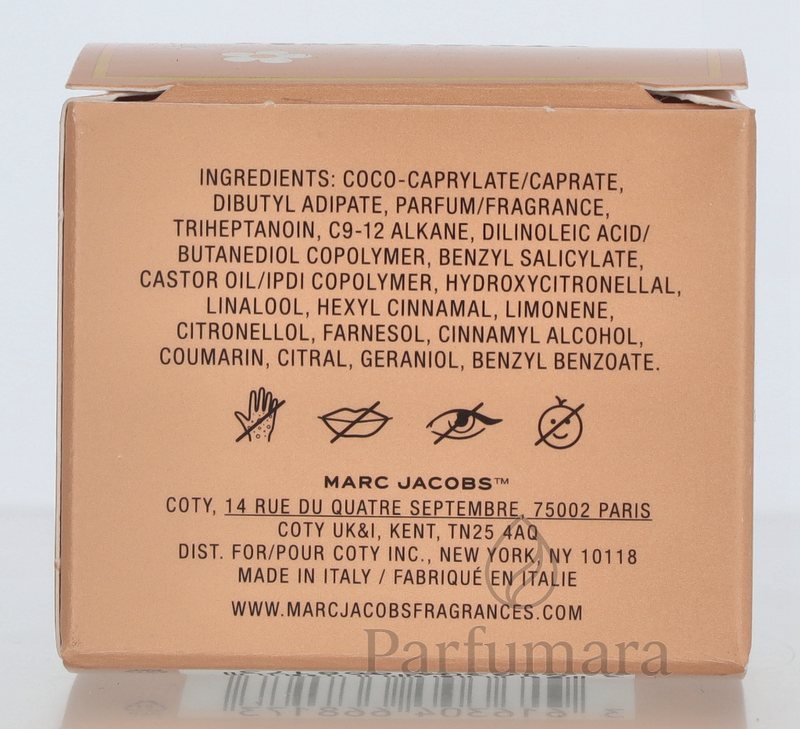 INGREDIENTS: COCO-CAPRYLATE/CAPRATE,
DIBUTYL ADIPATE, PARFUM/FRAGRANCE,
TRIHEPTANOIN, C9-12 ALKANE, DILINOLEIC ACID/
BUTANEDIOL COPOLYMER, BENZYL SALICYLATE,
CASTOR OIL/IPDI COPOLYMER, HYDROXYCITRONELLAL,
LINALOOL, HEXYL CINNAMAL, LIMONENE,
CITRONELLOL, FARNESOL, CINNAMYL ALCOHOL,
COUMARIN, CITRAL, GERANIOL, BENZYL BENZOATE.
MARC JACOBS™
COTY, 14 RUE DU QUATRE SEPTEMBRE, 75002 PARIS
COTY UK&I, KENT, TN25 4AQ
DIST. FOR/POUR COTY INC., NEW YORK, NY 10118
MADE IN ITALY / FABRIQUÉ EN ITALIE
WWW.MARCJACOBSFRAGRANCES.COM
Parfumara